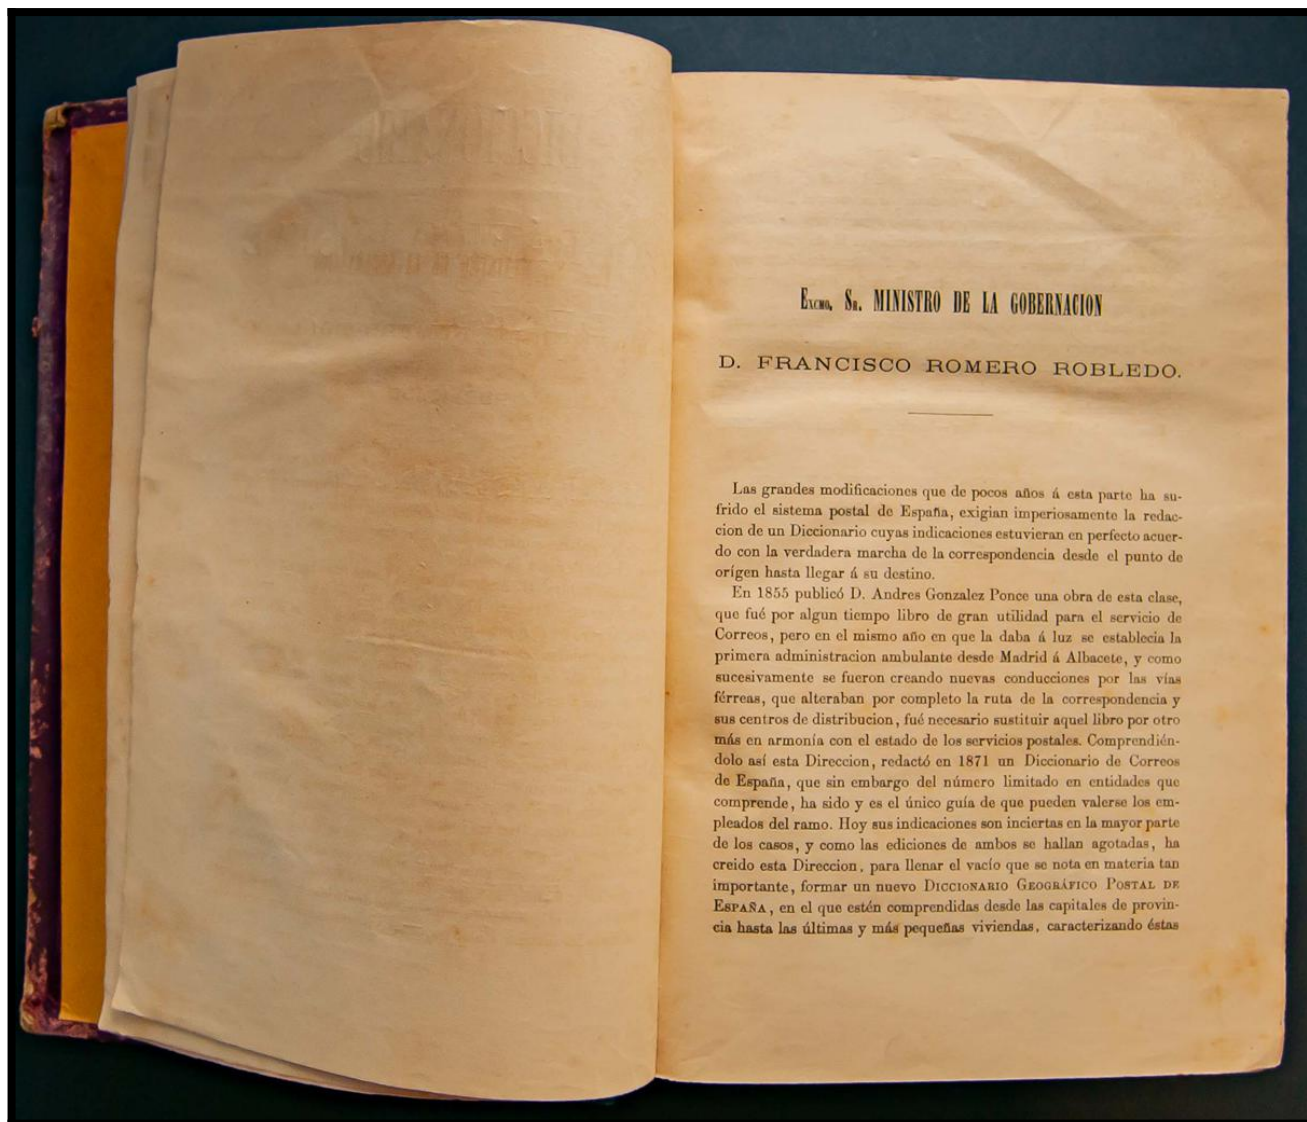 Excmo. Sr. MINISTRO DE LA GOBERNACION
D. FRANCISCO ROMERO ROBLEDO.
Las grandes modificaciones que de pocos años á esta parte ha su-
frido el sistema postal de España, exigian imperiosamente la redac-
cion de un Diccionario cuyas indicaciones estuvieran en perfecto acuer-
do con la verdadera marcha de la correspondencia desde el punto de
orígen hasta llegar á su destino.
En 1855 publicó D. Andres Gonzalez Ponce una obra de esta clase,
que fué por algun tiempo libro de gran utilidad para el servicio de
Correos, pero en el mismo año en que la daba á luz se establecia la
primera administracion ambulante desde Madrid á Albacete, y como
sucesivamente se fueron creando nuevas conducciones por las vías
férreas, que alteraban por completo la ruta de la correspondencia y
sus centros de distribucion, fué necesario sustituir aquel libro por otro
más en armonía con el estado de los servicios postales. Comprendién-
dolo así esta Direccion, redactó en 1871 un Diccionario de Correos
de España, que sin embargo del número limitado en entidades que
comprende, ha sido y es el único guía de que pueden valerse los em-
pleados del ramo. Hoy sus indicaciones son inciertas en la mayor parte
de los casos, y como las ediciones de ambos se hallan agotadas, ha
creido esta Direccion, para llenar el vacío que se nota en materia tan
importante, formar un nuevo DICCIONARIO GEOGRÁFICO POSTAL DE
ESPAÑA, en el que estén comprendidas desde las capitales de provin-
cia hasta las últimas y más pequeñas viviendas, caracterizando éstas